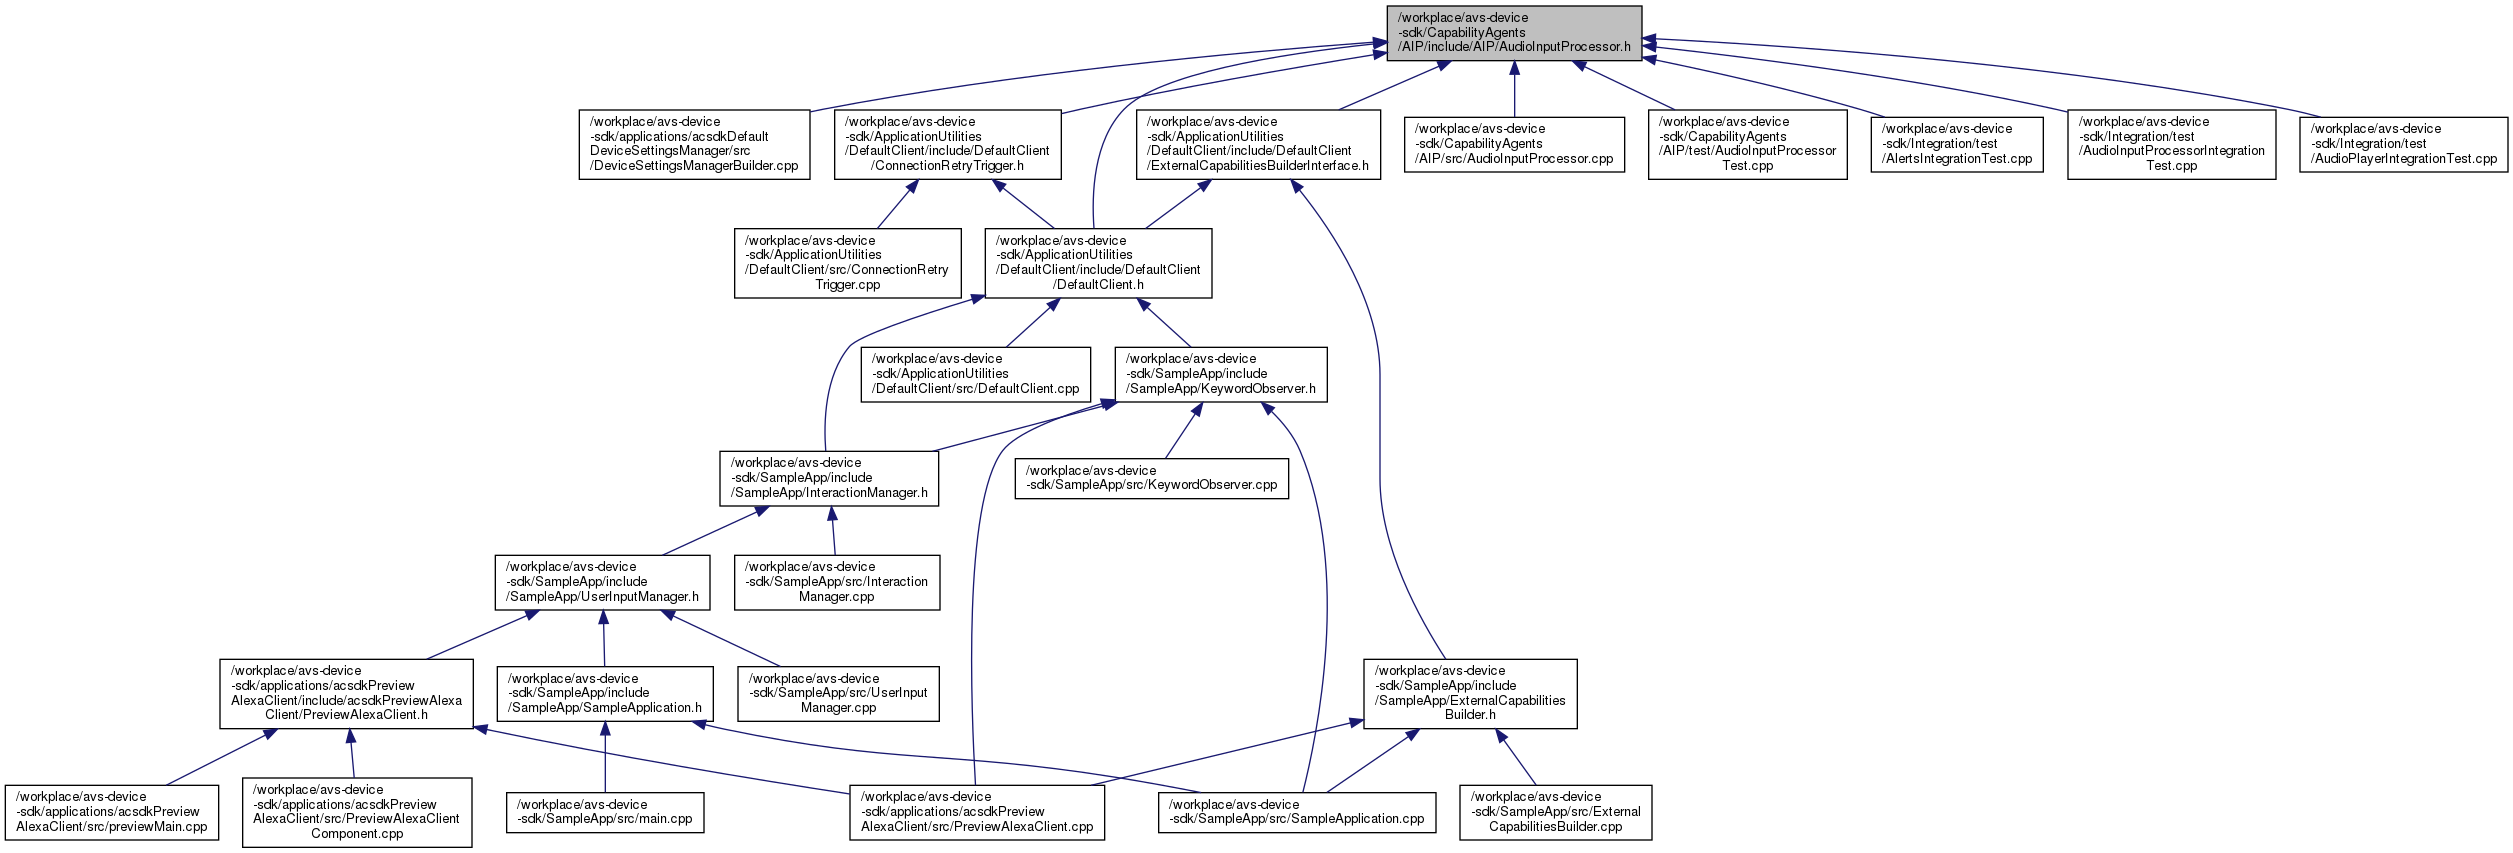 /workplace/avs-device
-sdk/CapabilityAgents
/AIP/include/AIP/AudioInputProcessor.h
/workplace/avs-device
-sdk/applications/acsdkDefault
DeviceSettingsManager/src
/DeviceSettingsManagerBuilder.cpp
/workplace/avs-device
-sdk/ApplicationUtilities
/DefaultClient/include/DefaultClient
/ConnectionRetryTrigger.h
/workplace/avs-device
-sdk/ApplicationUtilities
/DefaultClient/include/DefaultClient
/ExternalCapabilitiesBuilderInterface.h
/workplace/avs-device
-sdk/CapabilityAgents
/AIP/src/AudioInputProcessor.cpp
/workplace/avs-device
-sdk/CapabilityAgents
/AIP/test/AudioInputProcessor
Test.cpp
/workplace/avs-device
-sdk/Integration/test
/AlertsIntegrationTest.cpp
/workplace/avs-device
-sdk/Integration/test
/AudioInputProcessorIntegration
Test.cpp
/workplace/avs-device
-sdk/Integration/test
/AudioPlayerIntegrationTest.cpp
/workplace/avs-device
-sdk/ApplicationUtilities
/DefaultClient/src/ConnectionRetry
Trigger.cpp
/workplace/avs-device
-sdk/ApplicationUtilities
/DefaultClient/include/DefaultClient
/DefaultClient.h
/workplace/avs-device
-sdk/ApplicationUtilities
/DefaultClient/src/DefaultClient.cpp
/workplace/avs-device
-sdk/SampleApp/include
/SampleApp/KeywordObserver.h
/workplace/avs-device
-sdk/SampleApp/include
/SampleApp/InteractionManager.h
/workplace/avs-device
-sdk/SampleApp/src/KeywordObserver.cpp
/workplace/avs-device
-sdk/SampleApp/include
/SampleApp/UserInputManager.h
/workplace/avs-device
-sdk/SampleApp/src/Interaction
Manager.cpp
/workplace/avs-device
-sdk/applications/acsdkPreview
AlexaClient/include/acsdkPreviewAlexa
Client/PreviewAlexaClient.h
/workplace/avs-device
-sdk/SampleApp/include
/SampleApp/SampleApplication.h
/workplace/avs-device
-sdk/SampleApp/src/UserInput
Manager.cpp
/workplace/avs-device
-sdk/SampleApp/include
/SampleApp/ExternalCapabilities
Builder.h
/workplace/avs-device
-sdk/applications/acsdkPreview
AlexaClient/src/previewMain.cpp
/workplace/avs-device
-sdk/applications/acsdkPreview
AlexaClient/src/PreviewAlexaClient
Component.cpp
/workplace/avs-device
-sdk/SampleApp/src/main.cpp
/workplace/avs-device
-sdk/applications/acsdkPreview
AlexaClient/src/PreviewAlexaClient.cpp
/workplace/avs-device
-sdk/SampleApp/src/SampleApplication.cpp
/workplace/avs-device
-sdk/SampleApp/src/External
CapabilitiesBuilder.cpp